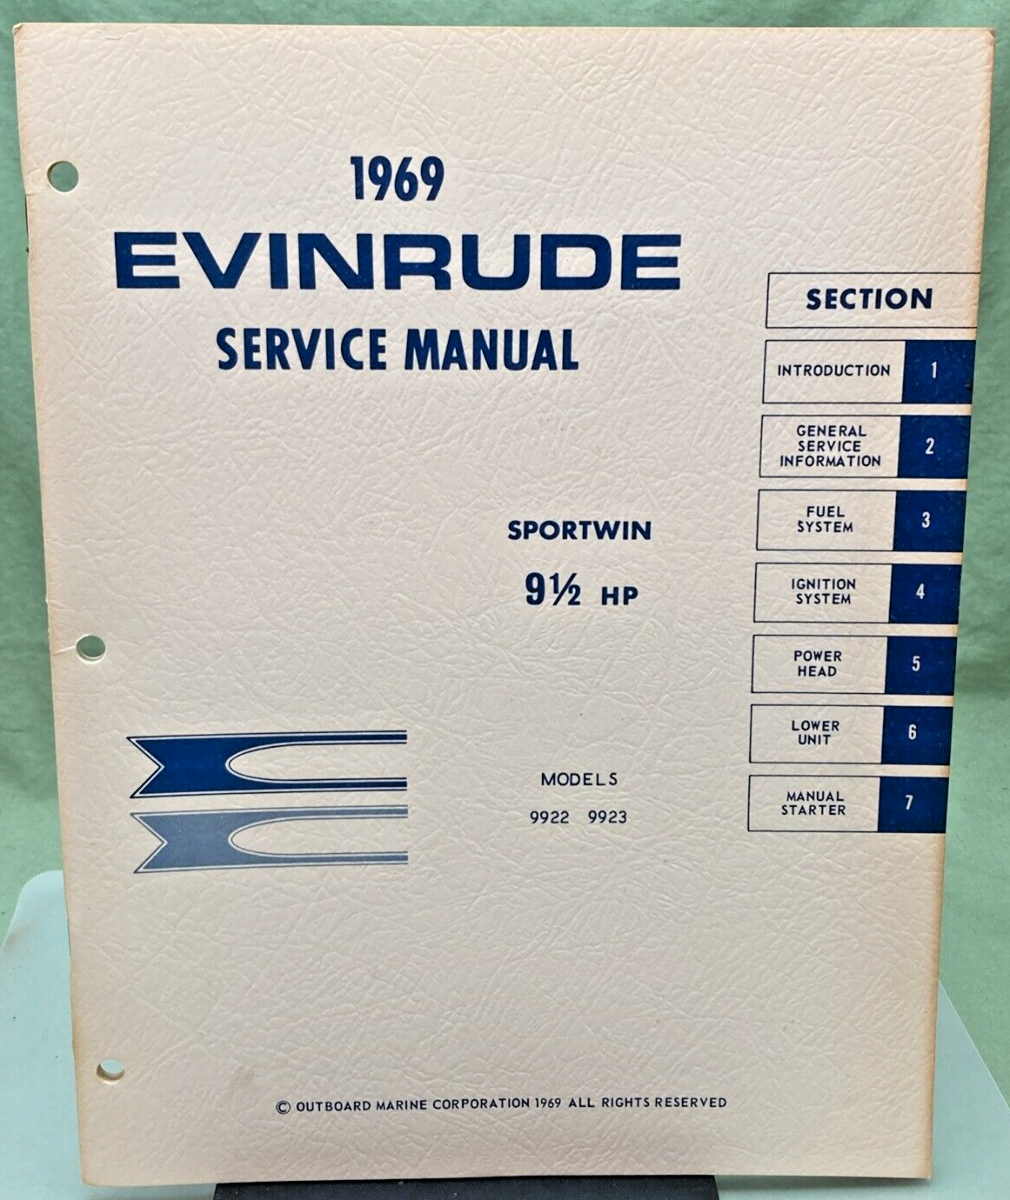 1969
EVINRUDE
SERVICE MANUAL
SPORTWIN
9½ HP
MODELS
9922 9923
SECTION
INTRODUCTION 1
GENERAL
SERVICE 2
INFORMATION
FUEL
SYSTEM 3
IGNITION
SYSTEM 4
POWER
HEAD 5
LOWER
UNIT 6
MANUAL
STARTER 7
© OUTBOARD MARINE CORPORATION 1969 ALL RIGHTS RESERVED